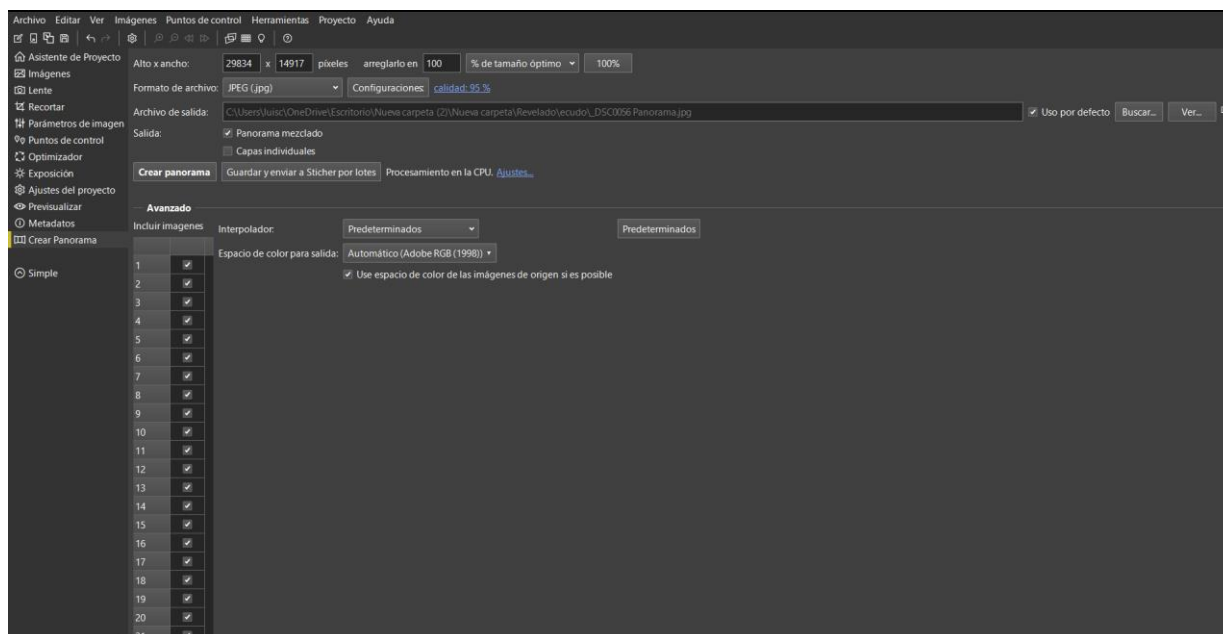 Archivo Editar Ver Imágenes Puntos de control Herramientas Proyecto Ayuda
Asistente de Proyecto
Imágenes
Lente
Recortar
Parámetros de imagen
Puntos de control
Optimizador
Exposición
Ajustes del proyecto
Previsualizar
Metadatos
Crear Panorama
Simple
Alto x ancho: 29834 x 14917 píxeles arreglarlo en 100 % de tamaño óptimo 100%
Formato de archivo: JPEG (.jpg) Configuraciones: calidad: 95 %
Archivo de salida: C:\Users\luisc\OneDrive\Escritorio\Nueva carpeta (2)\Nueva carpeta\Revelado\ecudo\_DSC0056 Panorama.jpg Uso por defecto Buscar... Ver...
Salida: Panorama mezclado
Capas individuales
Crear panorama Guardar y enviar a Sticher por lotes Procesamiento en la CPU. Ajustes...
Avanzado
Incluir imagenes Interpolador: Predeterminados Predeterminados
Espacio de color para salida: Automático (Adobe RGB (1998))
Use espacio de color de las imágenes de origen si es posible
1
2
3
4
5
6
7
8
9
10
11
12
13
14
15
16
17
18
19
20